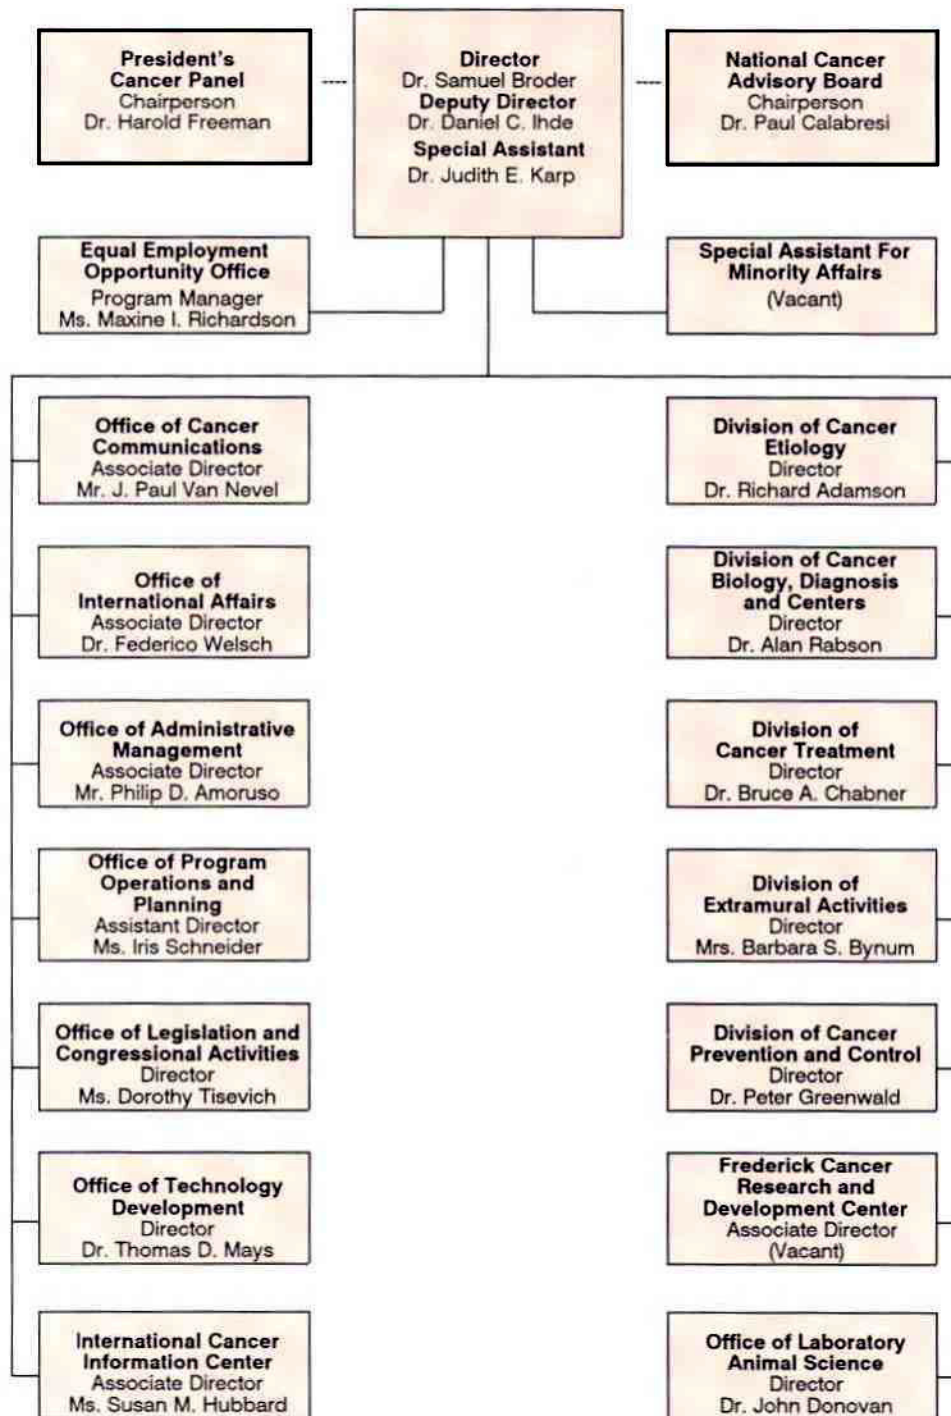 President's
Cancer Panel
Chairperson
Dr. Harold Freeman
Director
Dr. Samuel Broder
Deputy Director
Dr. Daniel C. Ihde
Special Assistant
Dr. Judith E. Karp
National Cancer
Advisory Board
Chairperson
Dr. Paul Calabresi
Equal Employment
Opportunity Office
Program Manager
Ms. Maxine I. Richardson
Special Assistant For
Minority Affairs
(Vacant)
Office of Cancer
Communications
Associate Director
Mr. J. Paul Van Nevel
Division of Cancer
Etiology
Director
Dr. Richard Adamson
Office of
International Affairs
Associate Director
Dr. Federico Welsch
Division of Cancer
Biology, Diagnosis
and Centers
Director
Dr. Alan Rabson
Office of Administrative
Management
Associate Director
Mr. Philip D. Amoruso
Division of
Cancer Treatment
Director
Dr. Bruce A. Chabner
Office of Program
Operations and
Planning
Assistant Director
Ms. Iris Schneider
Division of
Extramural Activities
Director
Mrs. Barbara S. Bynum
Office of Legislation and
Congressional Activities
Director
Ms. Dorothy Tisevich
Division of Cancer
Prevention and Control
Director
Dr. Peter Greenwald
Office of Technology
Development
Director
Dr. Thomas D. Mays
Frederick Cancer
Research and
Development Center
Associate Director
(Vacant)
International Cancer
Information Center
Associate Director
Ms. Susan M. Hubbard
Office of Laboratory
Animal Science
Director
Dr. John Donovan